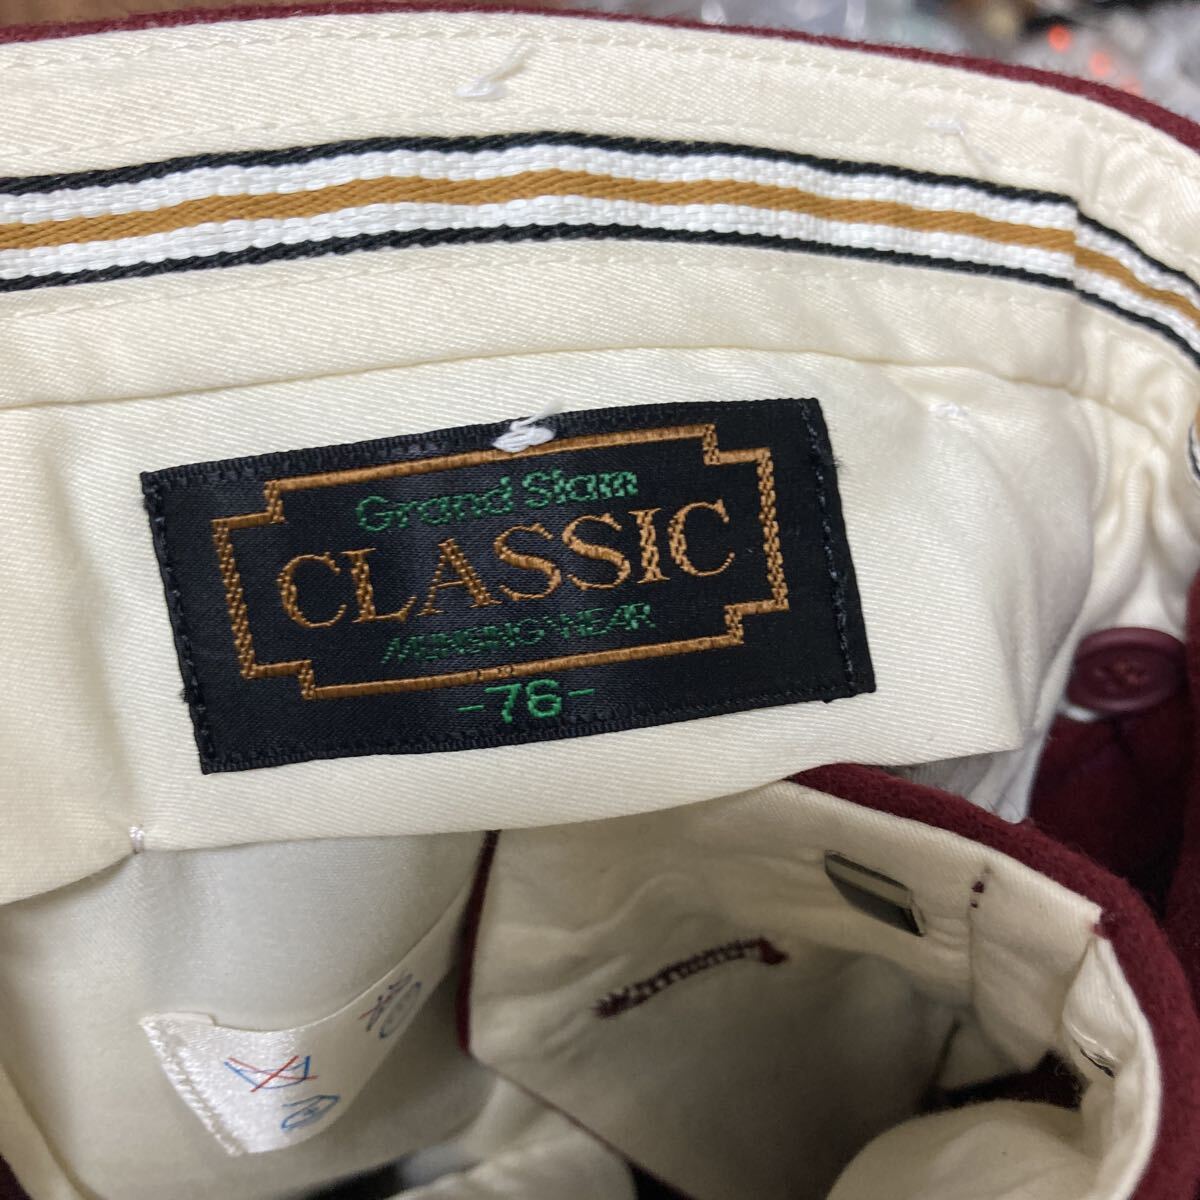 Grand Slam
CLASSIC
MUNSINGWEAR
-76-